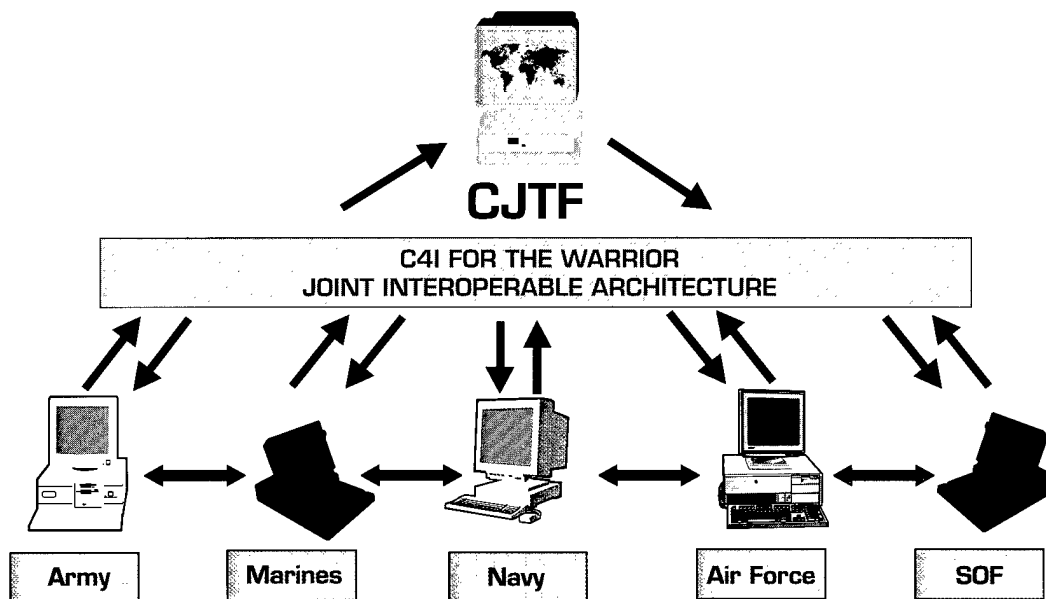 CJTF
C4I FOR THE WARRIOR
JOINT INTEROPERABLE ARCHITECTURE
Army
Marines
Navy
Air Force
SOF